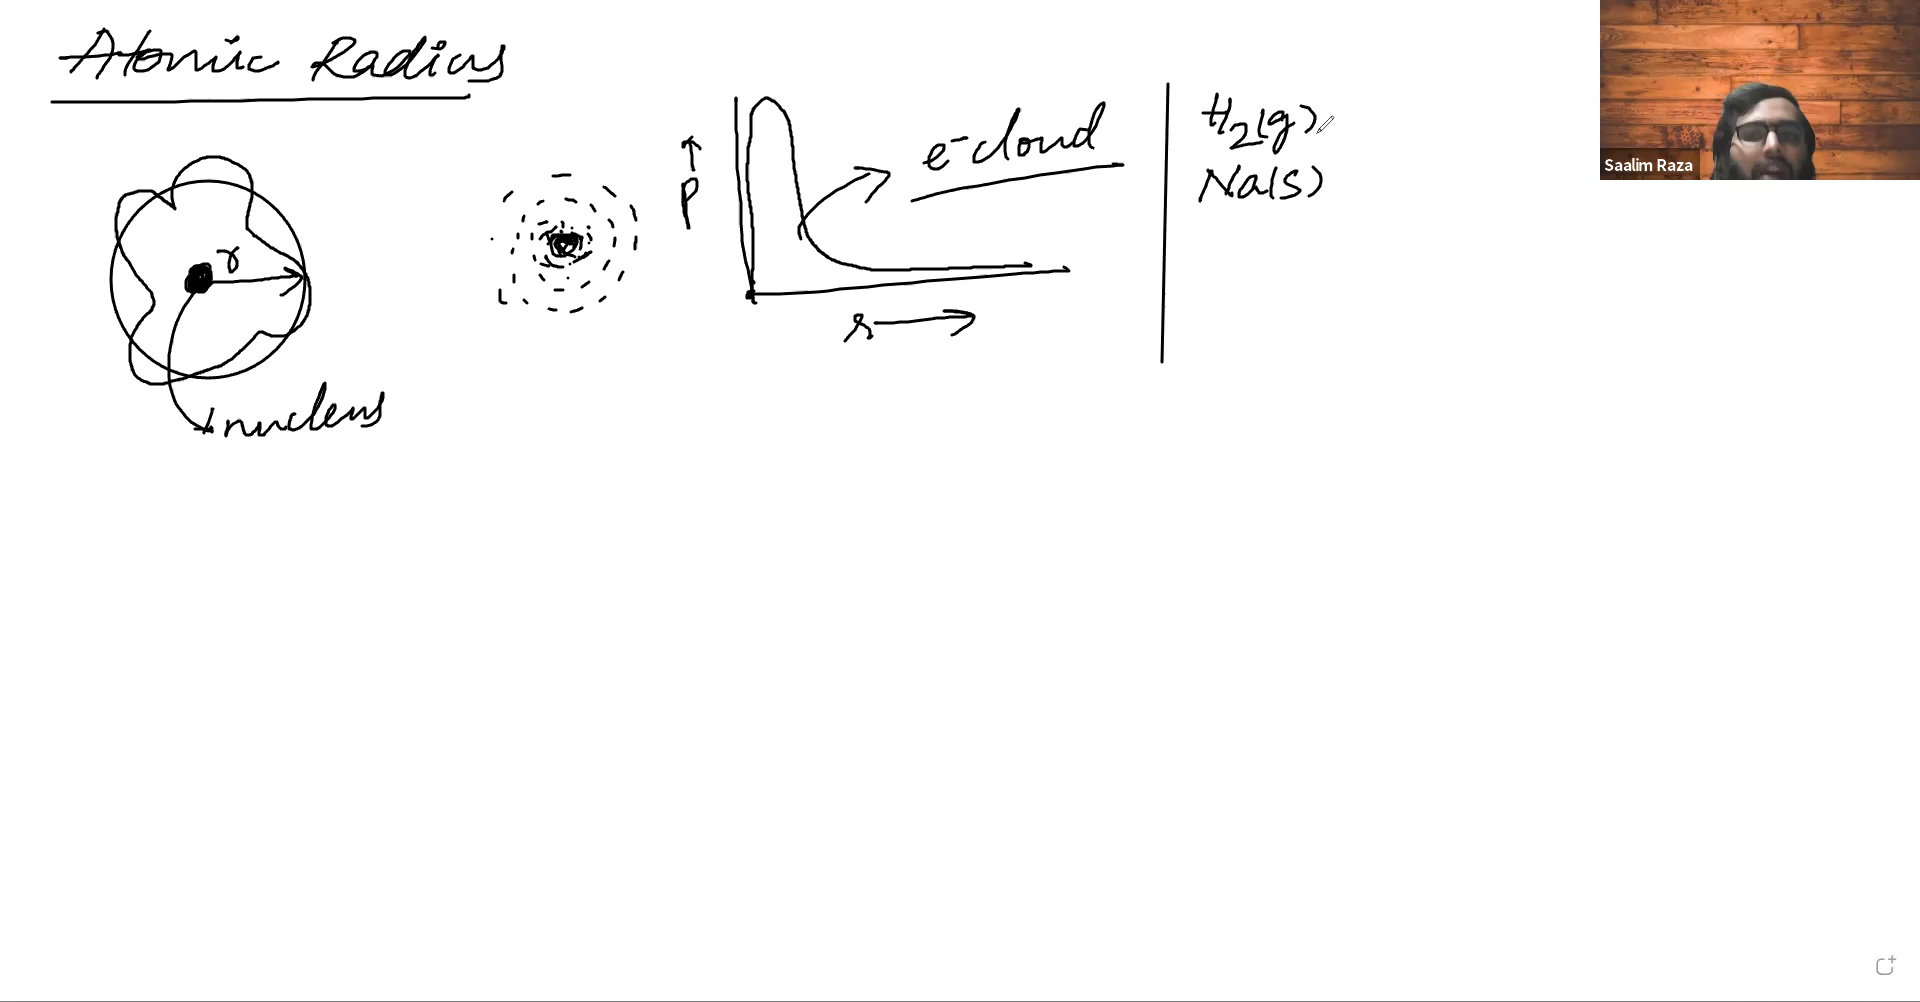 Atomic Radius
r
nucleus
P
r
e⁻cloud
H₂(g)
Na(s)
Saalim Raza